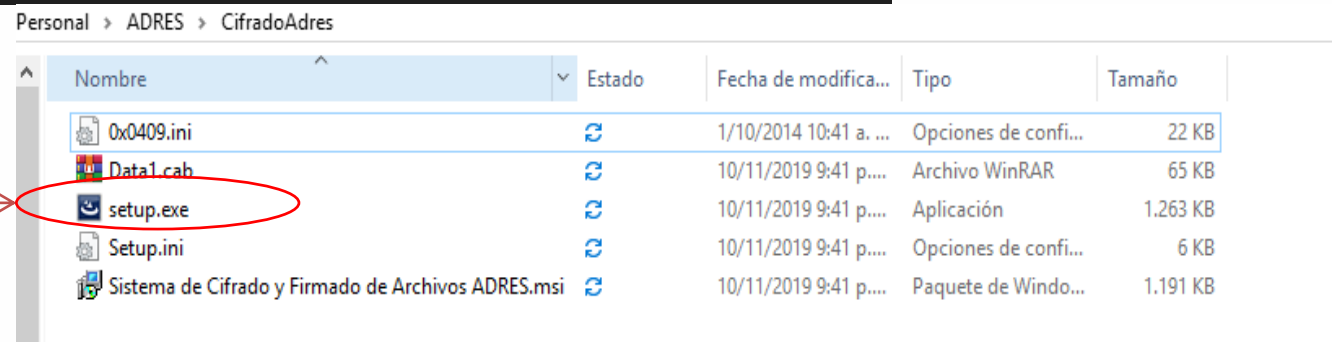 Personal > ADRES > CifradoAdres
Nombre Estado Fecha de modifica... Tipo Tamaño
0x0409.ini 1/10/2014 10:41 a. ... Opciones de confi... 22 KB
Data1.cab 10/11/2019 9:41 p.... Archivo WinRAR 65 KB
setup.exe 10/11/2019 9:41 p.... Aplicación 1.263 KB
Setup.ini 10/11/2019 9:41 p.... Opciones de confi... 6 KB
Sistema de Cifrado y Firmado de Archivos ADRES.msi 10/11/2019 9:41 p.... Paquete de Windo... 1.191 KB